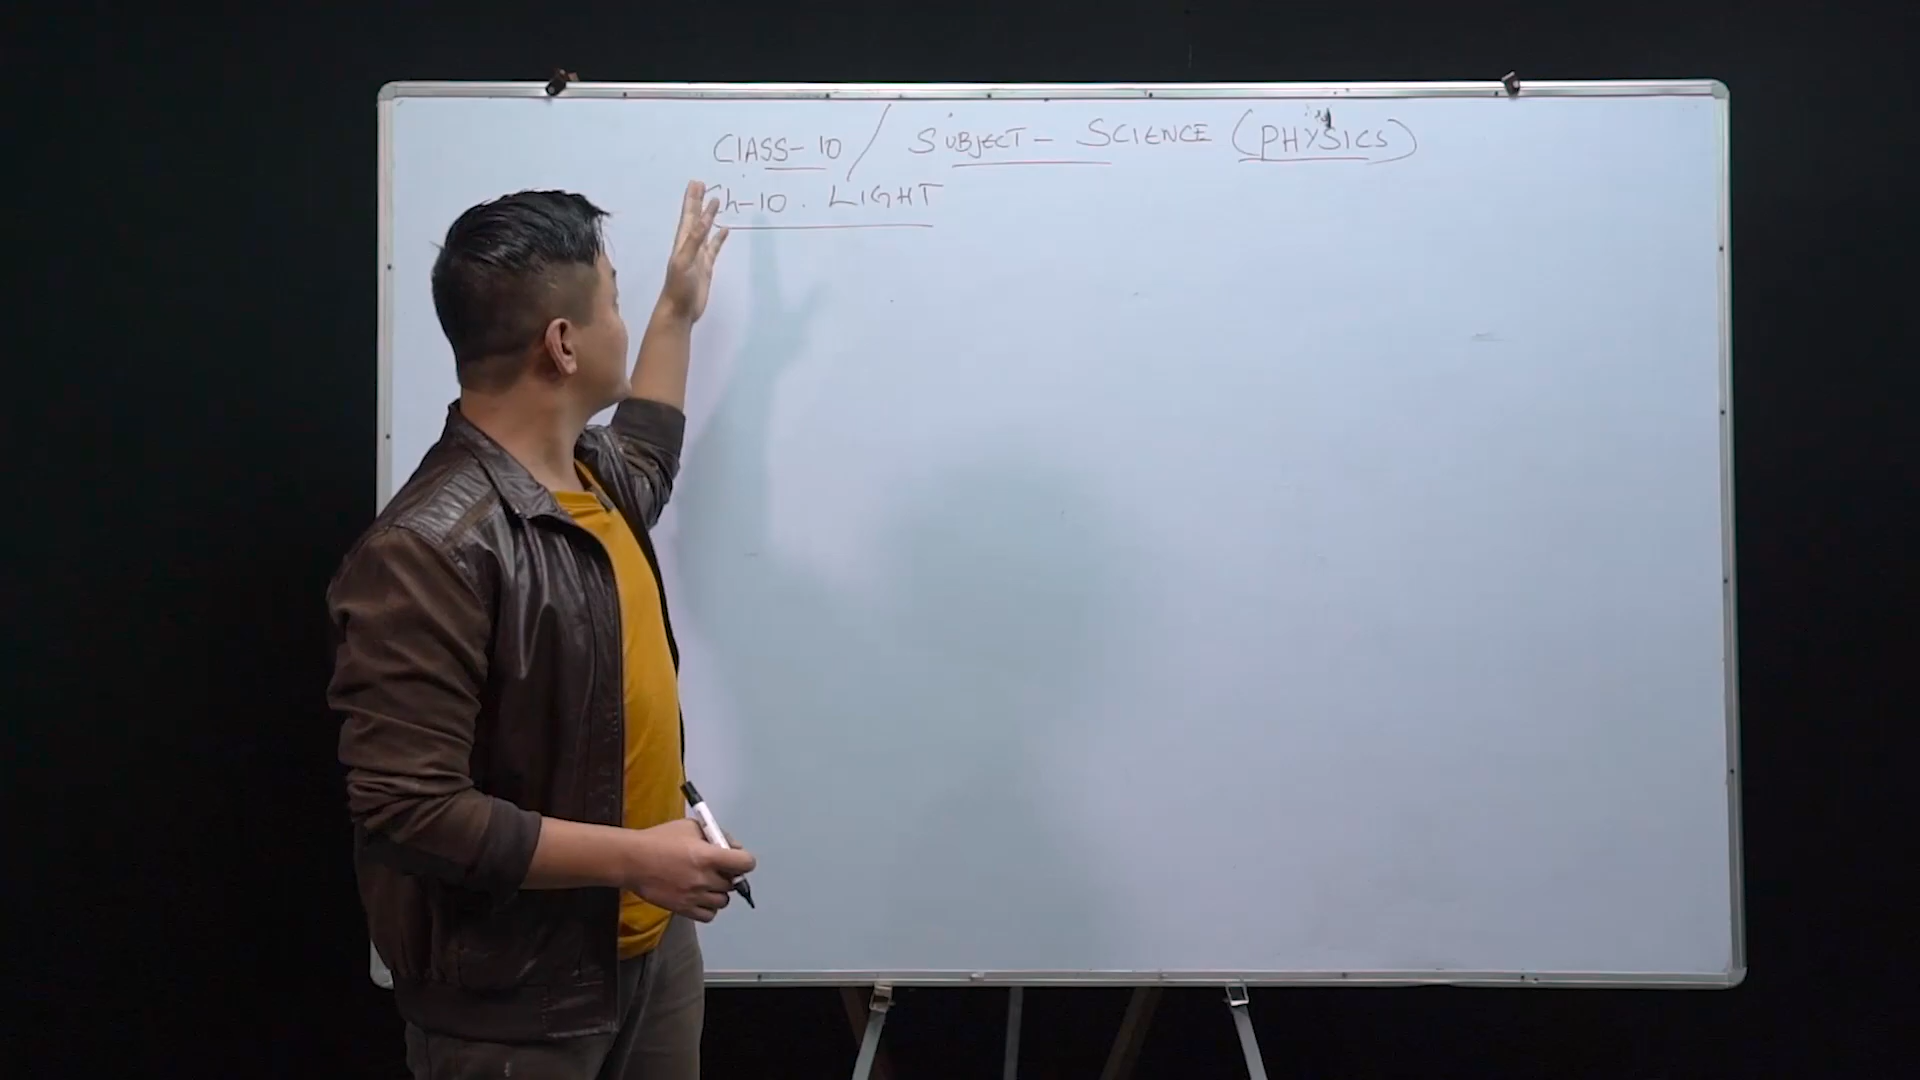 CLASS-10 / SUBJECT - SCIENCE (PHYSICS)
Ch-10. LIGHT